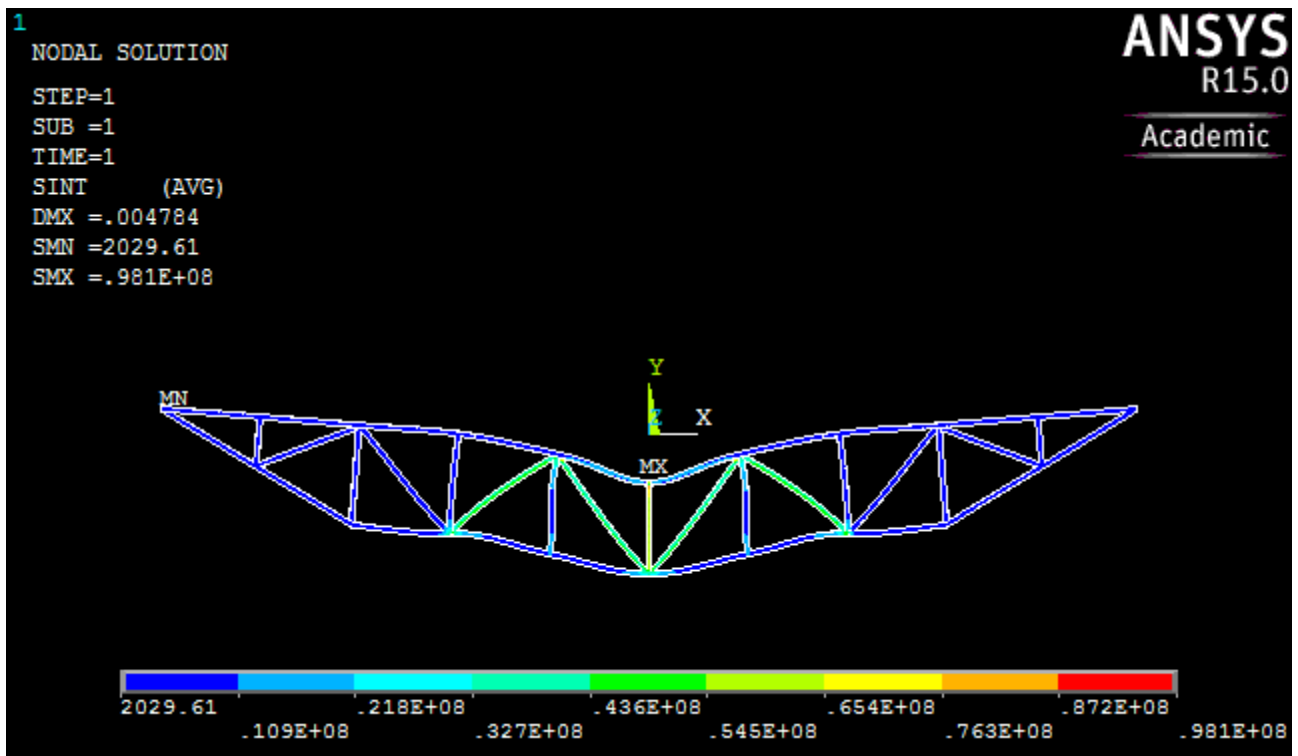 1
NODAL SOLUTION
STEP=1
SUB =1
TIME=1
SINT (AVG)
DMX =.004784
SMN =2029.61
SMX =.981E+08
ANSYS
R15.0
Academic
Y
Z X
MN
MX
2029.61 .218E+08 .436E+08 .654E+08 .872E+08
.109E+08 .327E+08 .545E+08 .763E+08 .981E+08